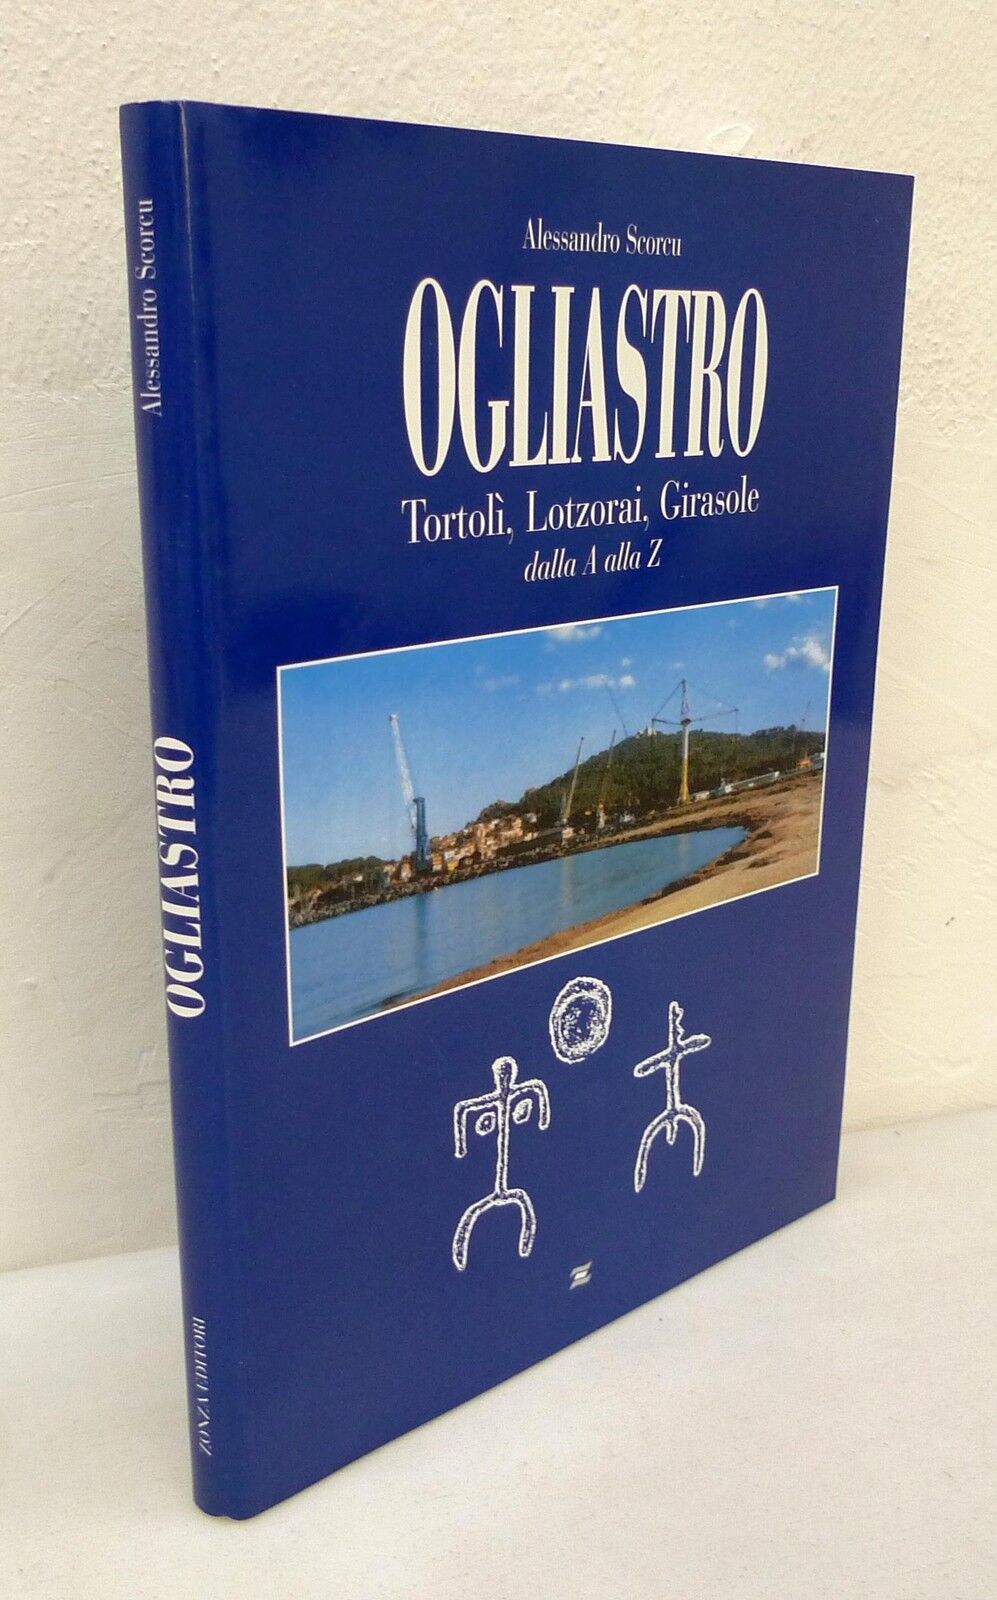 Alessandro Scorcu
OGLIASTRO
Tortolì, Lotzorai, Girasole
dalla A alla Z
Alessandro Scorcu
OGLIASTRO
ZONZA EDITORI